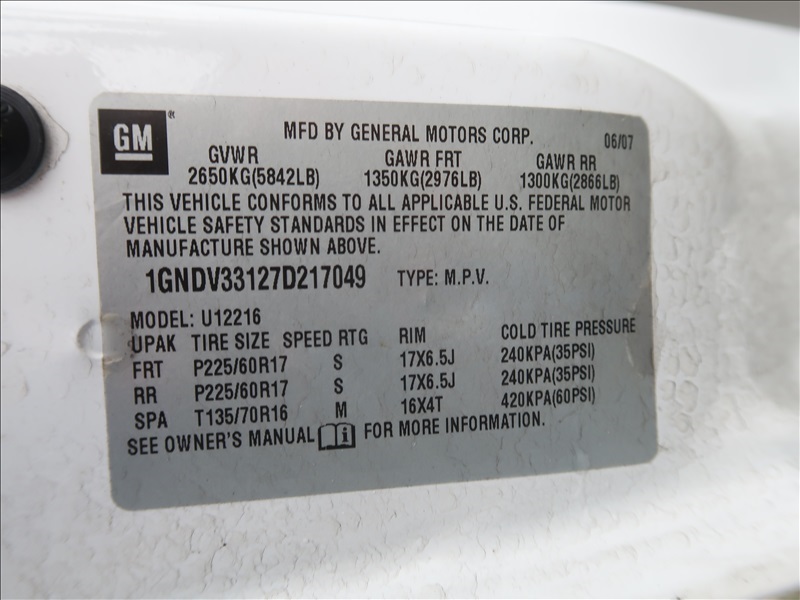 GM®
MFD BY GENERAL MOTORS CORP. 06/07
GVWR GAWR FRT GAWR RR
2650KG(5842LB) 1350KG(2976LB) 1300KG(2866LB)
THIS VEHICLE CONFORMS TO ALL APPLICABLE U.S. FEDERAL MOTOR
VEHICLE SAFETY STANDARDS IN EFFECT ON THE DATE OF
MANUFACTURE SHOWN ABOVE.
1GNDV33127D217049 TYPE: M.P.V.
MODEL: U12216
UPAK TIRE SIZE SPEED RTG RIM COLD TIRE PRESSURE
FRT P225/60R17 S 17X6.5J 240KPA(35PSI)
RR P225/60R17 S 17X6.5J 240KPA(35PSI)
SPA T135/70R16 M 16X4T 420KPA(60PSI)
SEE OWNER'S MANUAL i FOR MORE INFORMATION.